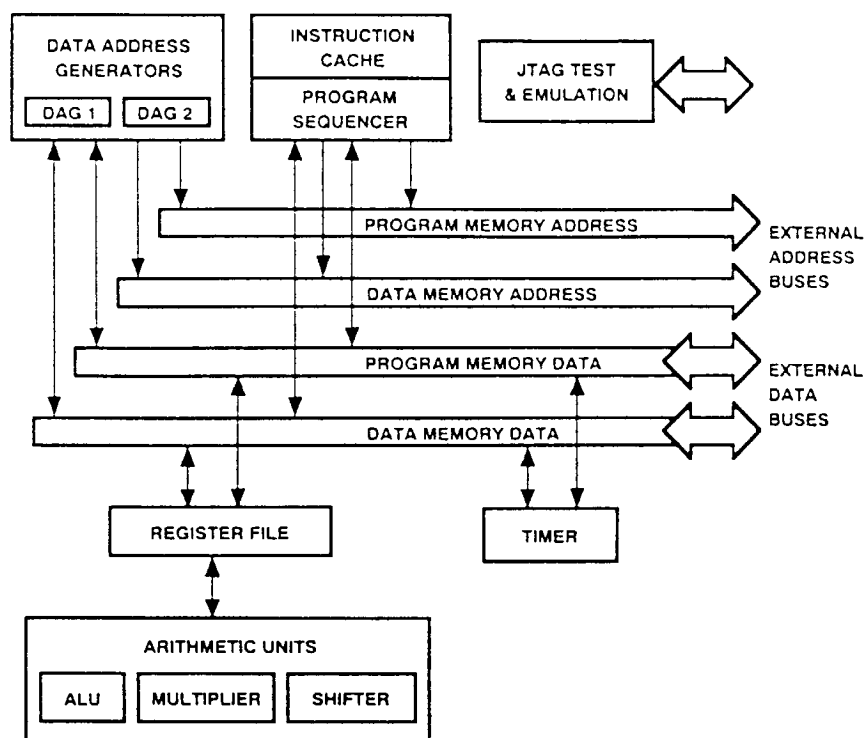 DATA ADDRESS
GENERATORS
DAG 1
DAG 2
INSTRUCTION
CACHE
PROGRAM
SEQUENCER
JTAG TEST
& EMULATION
PROGRAM MEMORY ADDRESS
DATA MEMORY ADDRESS
EXTERNAL
ADDRESS
BUSES
PROGRAM MEMORY DATA
DATA MEMORY DATA
EXTERNAL
DATA
BUSES
REGISTER FILE
TIMER
ARITHMETIC UNITS
ALU
MULTIPLIER
SHIFTER